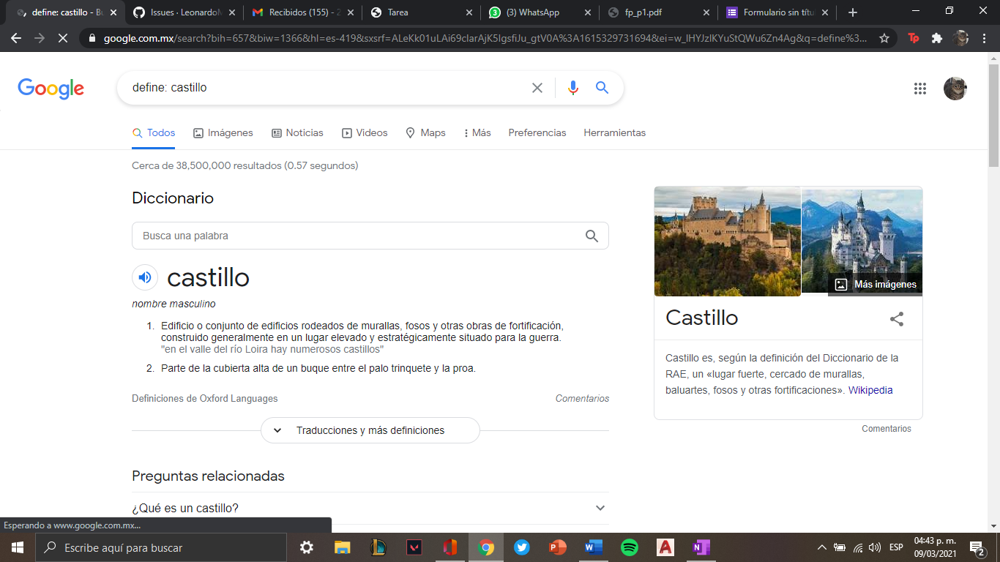 define: castillo - Bu
Issues · LeonardoM
Recibidos (155) - 2
Tarea
(3) WhatsApp
fp_p1.pdf
Formulario sin títu
google.com.mx/search?bih=657&biw=1366&hl=es-419&sxsrf=ALeKk01uLAi69cIarAjK5IgsfiJu_gtV0A%3A1615329731694&ei=w_lHYJzlKYuStQWu6Zn4Ag&q=define%3...
Google
define: castillo
Todos
Imágenes
Noticias
Videos
Maps
Más
Preferencias
Herramientas
Cerca de 38,500,000 resultados (0.57 segundos)
Diccionario
Busca una palabra
castillo
nombre masculino
1. Edificio o conjunto de edificios rodeados de murallas, fosos y otras obras de fortificación,
construido generalmente en un lugar elevado y estratégicamente situado para la guerra.
"en el valle del río Loira hay numerosos castillos"
2. Parte de la cubierta alta de un buque entre el palo trinquete y la proa.
Definiciones de Oxford Languages
Comentarios
Traducciones y más definiciones
Preguntas relacionadas
¿Qué es un castillo?
Más imágenes
Castillo
Castillo es, según la definición del Diccionario de la
RAE, un «lugar fuerte, cercado de murallas,
baluartes, fosos y otras fortificaciones». Wikipedia
Comentarios
Esperando a www.google.com.mx...
Escribe aquí para buscar
ESP
04:43 p. m.
09/03/2021
2